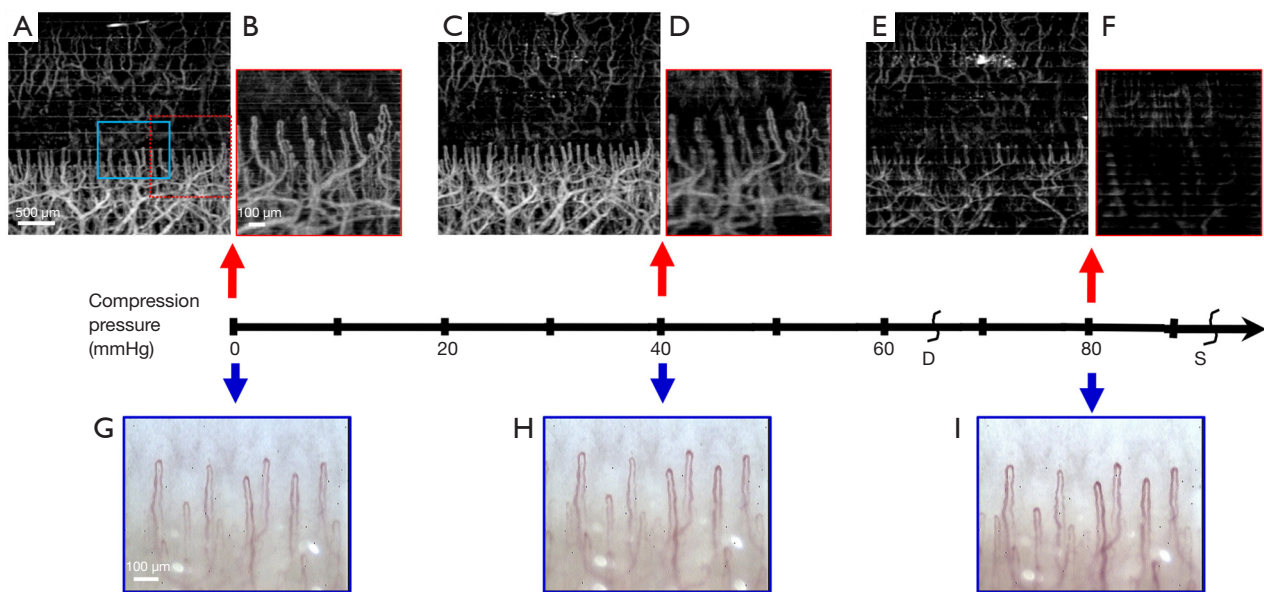 A
B
C
D
E
F
500 µm
100 µm
Compression
pressure
(mmHg)
0
20
40
60
80
D
S
G
H
I
100 µm